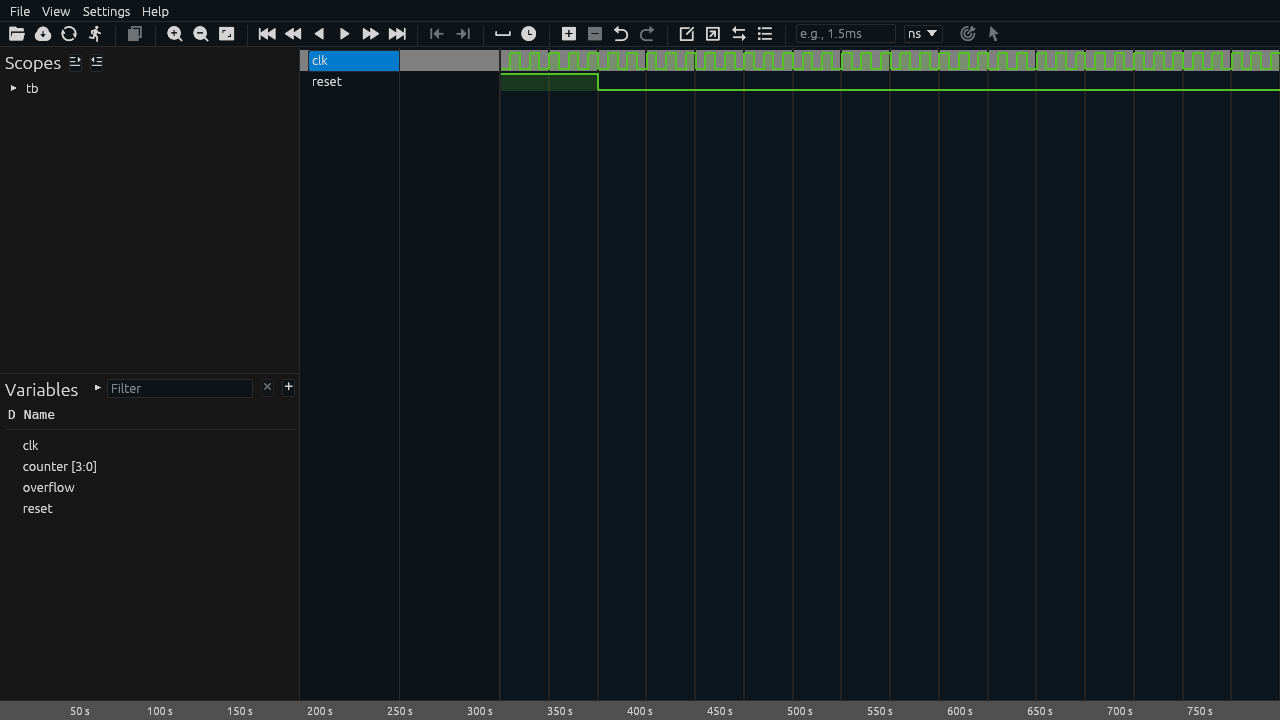 File View Settings Help
e.g., 1.5ms ns
Scopes
tb
clk
reset
Variables Filter
D Name
clk
counter [3:0]
overflow
reset
50 s 100 s 150 s 200 s 250 s 300 s 350 s 400 s 450 s 500 s 550 s 600 s 650 s 700 s 750 s